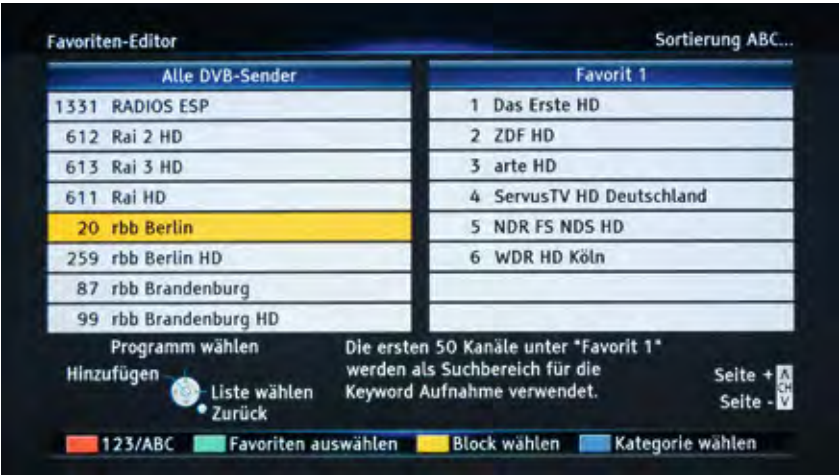 Favoriten-Editor
Sortierung ABC...
Alle DVB-Sender
1331 RADIOS ESP
612 Rai 2 HD
613 Rai 3 HD
611 Rai HD
20 rbb Berlin
259 rbb Berlin HD
87 rbb Brandenburg
99 rbb Brandenburg HD
Favorit 1
1 Das Erste HD
2 ZDF HD
3 arte HD
4 ServusTV HD Deutschland
5 NDR FS NDS HD
6 WDR HD Köln
Programm wählen
Hinzufügen
Liste wählen
Zurück
Die ersten 50 Kanäle unter "Favorit 1"
werden als Suchbereich für die
Keyword Aufnahme verwendet.
Seite + ∧
CH
Seite - ∨
123/ABC Favoriten auswählen Block wählen Kategorie wählen